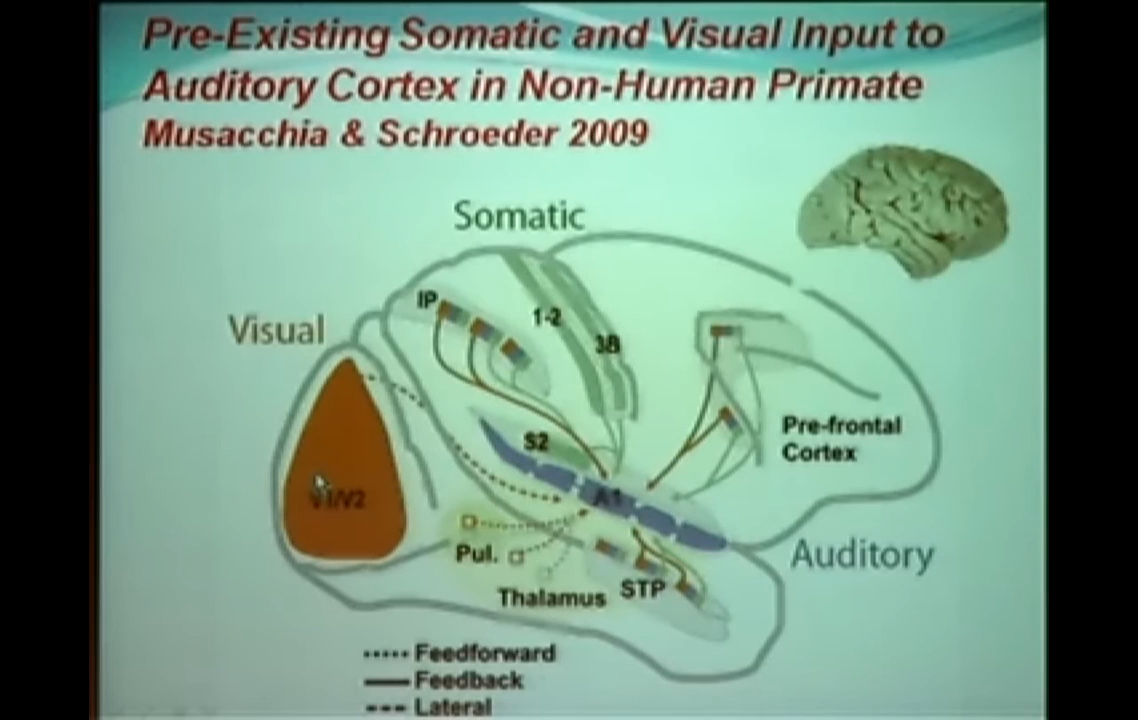 Pre-Existing Somatic and Visual Input to
Auditory Cortex in Non-Human Primate
Musacchia & Schroeder 2009
Somatic
IP
1-2
Visual
3B
Pre-frontal
Cortex
S2
A1
V1/V2
Pul.
Auditory
STP
Thalamus
Feedforward
Feedback
Lateral